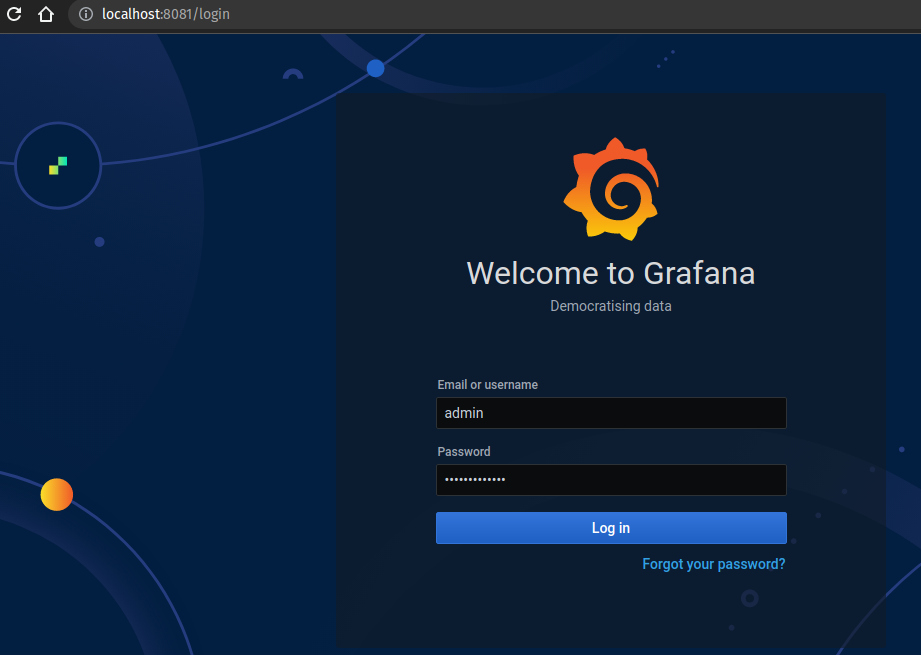 localhost:8081/login
Welcome to Grafana
Democratising data
Email or username
admin
Password
•••••••••••••
Log in
Forgot your password?